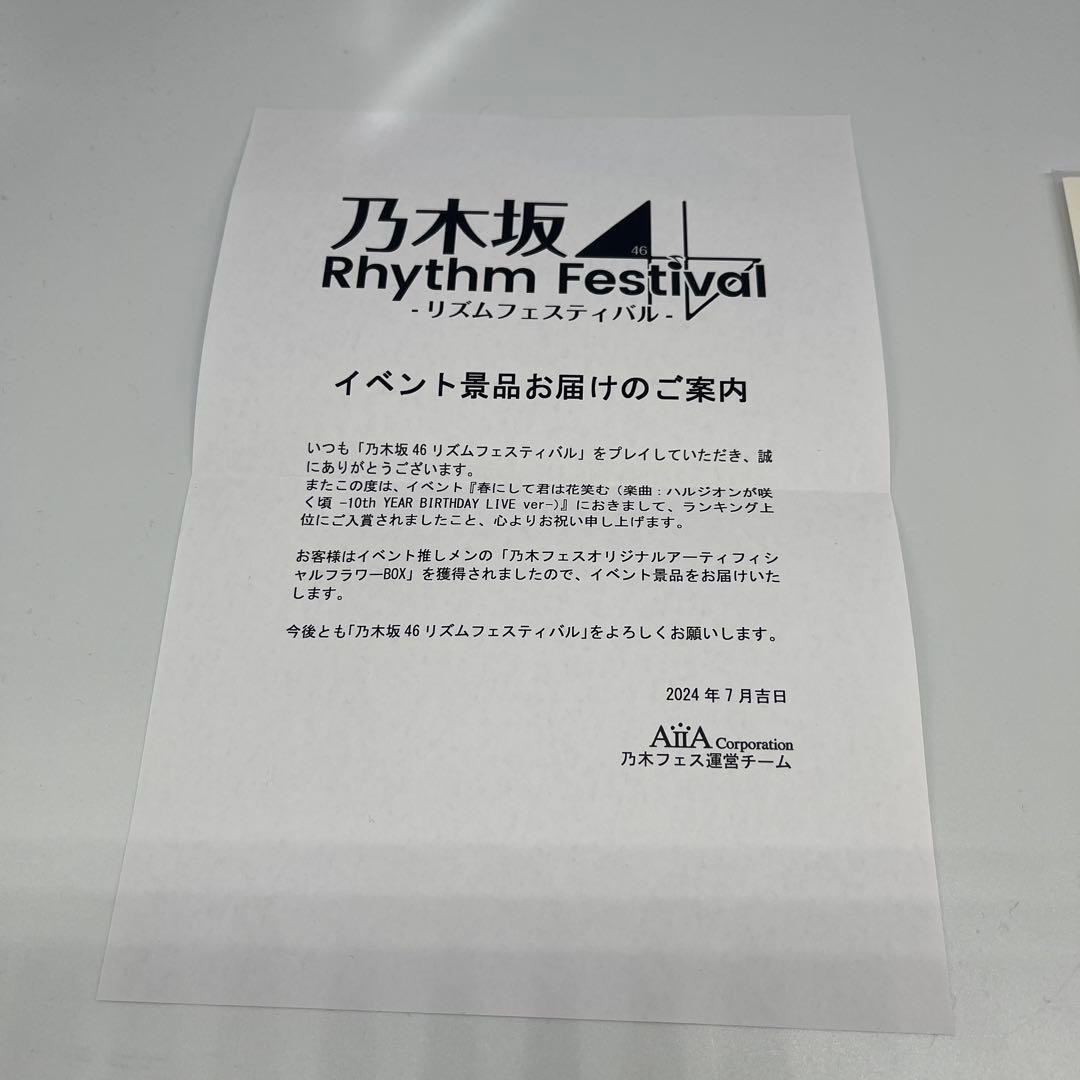 乃木坂46
Rhythm Festival
- リズムフェスティバル -
イベント景品お届けのご案内
いつも「乃木坂46リズムフェスティバル」をプレイしていただき、誠
にありがとうございます。
またこの度は、イベント『春にして君は花笑む（楽曲：ハルジオンが咲
く頃 -10th YEAR BIRTHDAY LIVE ver-)』におきまして、ランキング上
位にご入賞されましたこと、心よりお祝い申し上げます。
お客様はイベント推しメンの「乃木フェスオリジナルアーティフィシ
ャルフラワーBOX」を獲得されましたので、イベント景品をお届けいた
します。
今後とも「乃木坂46リズムフェスティバル」をよろしくお願いします。
2024年7月吉日
AiiA Corporation
乃木フェス運営チーム